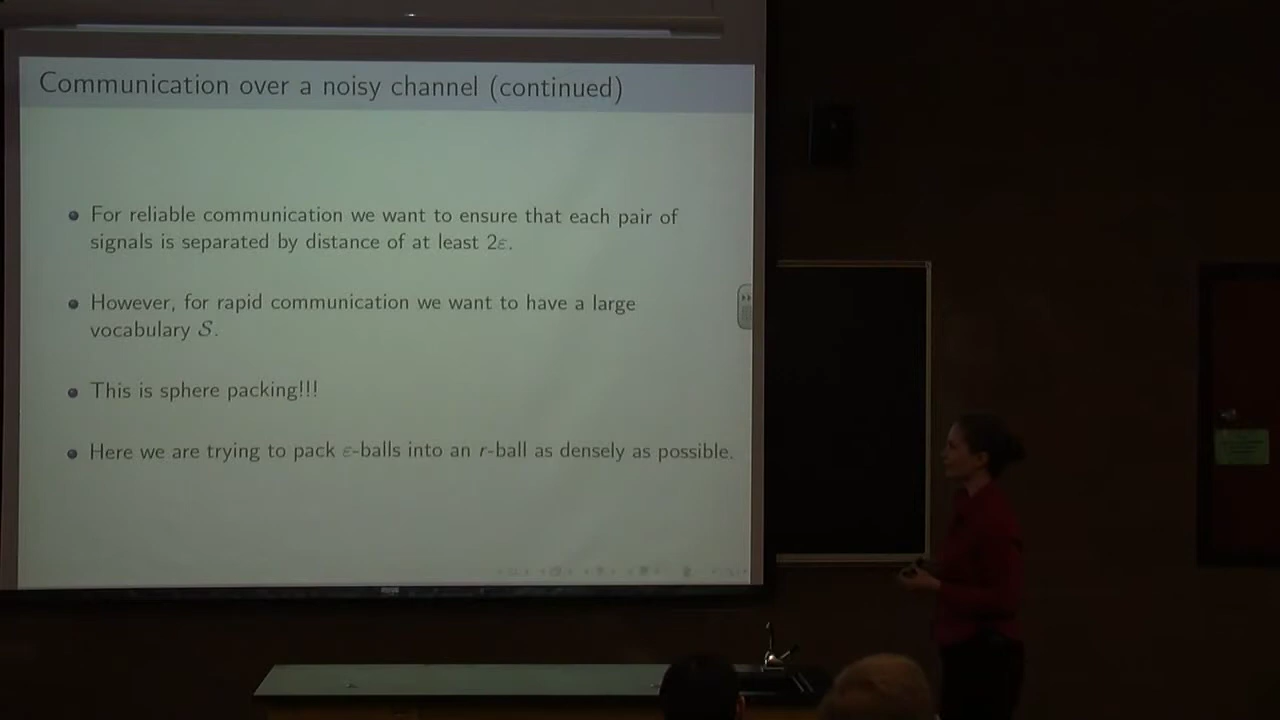 Communication over a noisy channel (continued)
For reliable communication we want to ensure that each pair of
signals is separated by distance of at least 2ε.
However, for rapid communication we want to have a large
vocabulary 𝒮.
This is sphere packing!!!
Here we are trying to pack ε-balls into an r-ball as densely as possible.